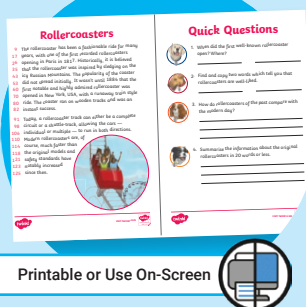 Rollercoasters
0 The rollercoaster has been a fashionable ride for many
years, with one of the first recorded rollercoasters
opening in Paris in 1817. Historically, it is believed
that the rollercoaster was inspired by sledging on the
icy Russian mountains. The popularity of the coaster
did not spread initially. It wasn't until 1884 that the
first notable and highly admired rollercoaster was
opened in New York, USA, with a runaway train style
ride. The coaster ran on wooden tracks and was an
instant success.
Today, a rollercoaster track can either be a complete
circuit or a shuttle-track, allowing the cars –
individual or multiple – to run in both directions.
Modern rollercoasters are, of
course, much faster than
the original models and
safety standards have
notably increased
since then.
twinkl
Quick Questions
1. When did the first well-known rollercoaster
open? Where?
2. Find and copy two words which tell you that
rollercoasters are well-liked.
3. How do rollercoasters of the past compare with
the modern day?
4. Summarise the information about the original
rollercoasters in 20 words or less.
twinkl
Printable or Use On-Screen